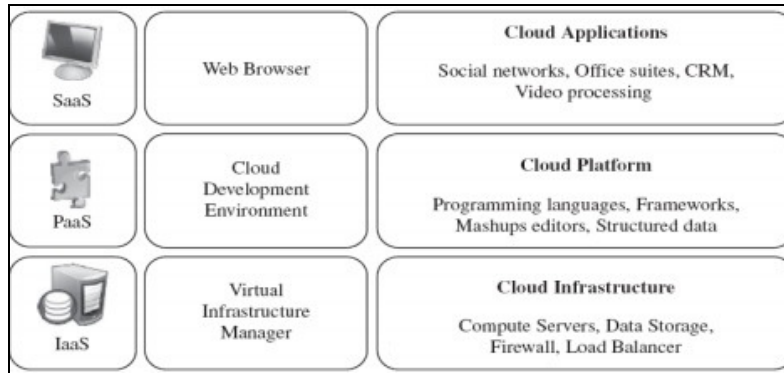 SaaS
Web Browser
Cloud Applications
Social networks, Office suites, CRM,
Video processing
PaaS
Cloud
Development
Environment
Cloud Platform
Programming languages, Frameworks,
Mashups editors, Structured data
IaaS
Virtual
Infrastructure
Manager
Cloud Infrastructure
Compute Servers, Data Storage,
Firewall, Load Balancer